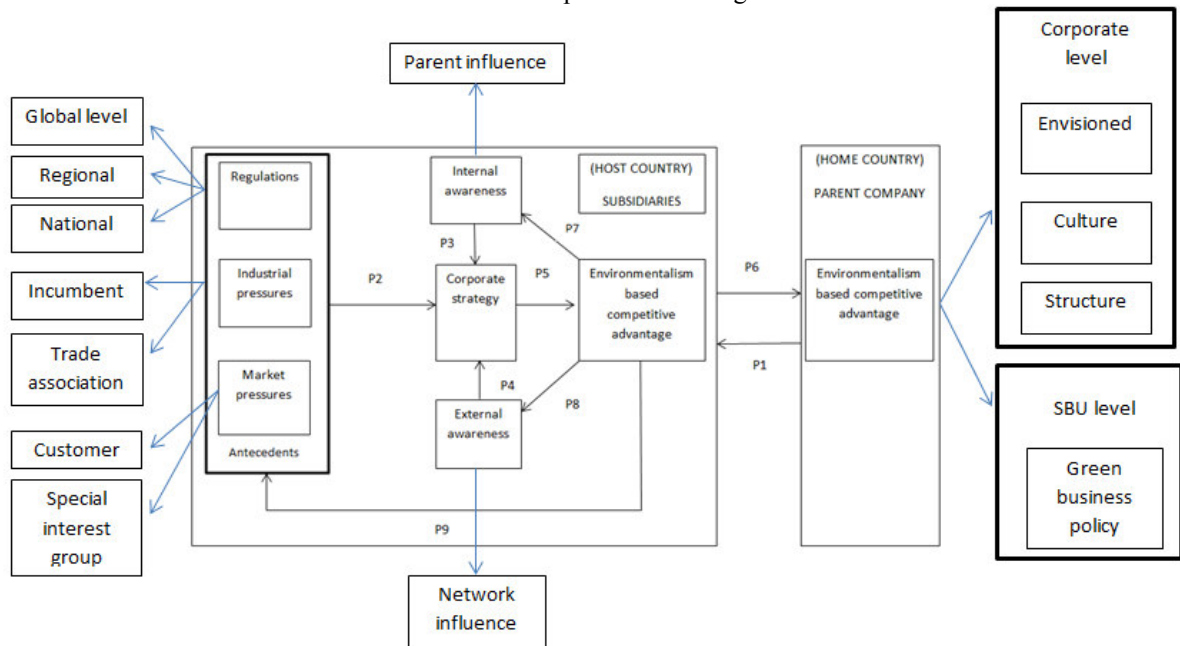 Corporate
level
Envisioned
Culture
Structure
SBU level
Green
business
policy
Parent influence
Global level
Regional
National
Incumbent
Trade
association
Customer
Special
interest
group
Regulations
Industrial
pressures
Market
pressures
Antecedents
P2
Internal
awareness
P3
Corporate
strategy
P4
External
awareness
(HOST COUNTRY)
SUBSIDIARIES
P7
P5
Environmentalism
based
competitive
advantage
P8
P9
Network
influence
P6
P1
(HOME COUNTRY)
PARENT COMPANY
Environmentalism
based competitive
advantage